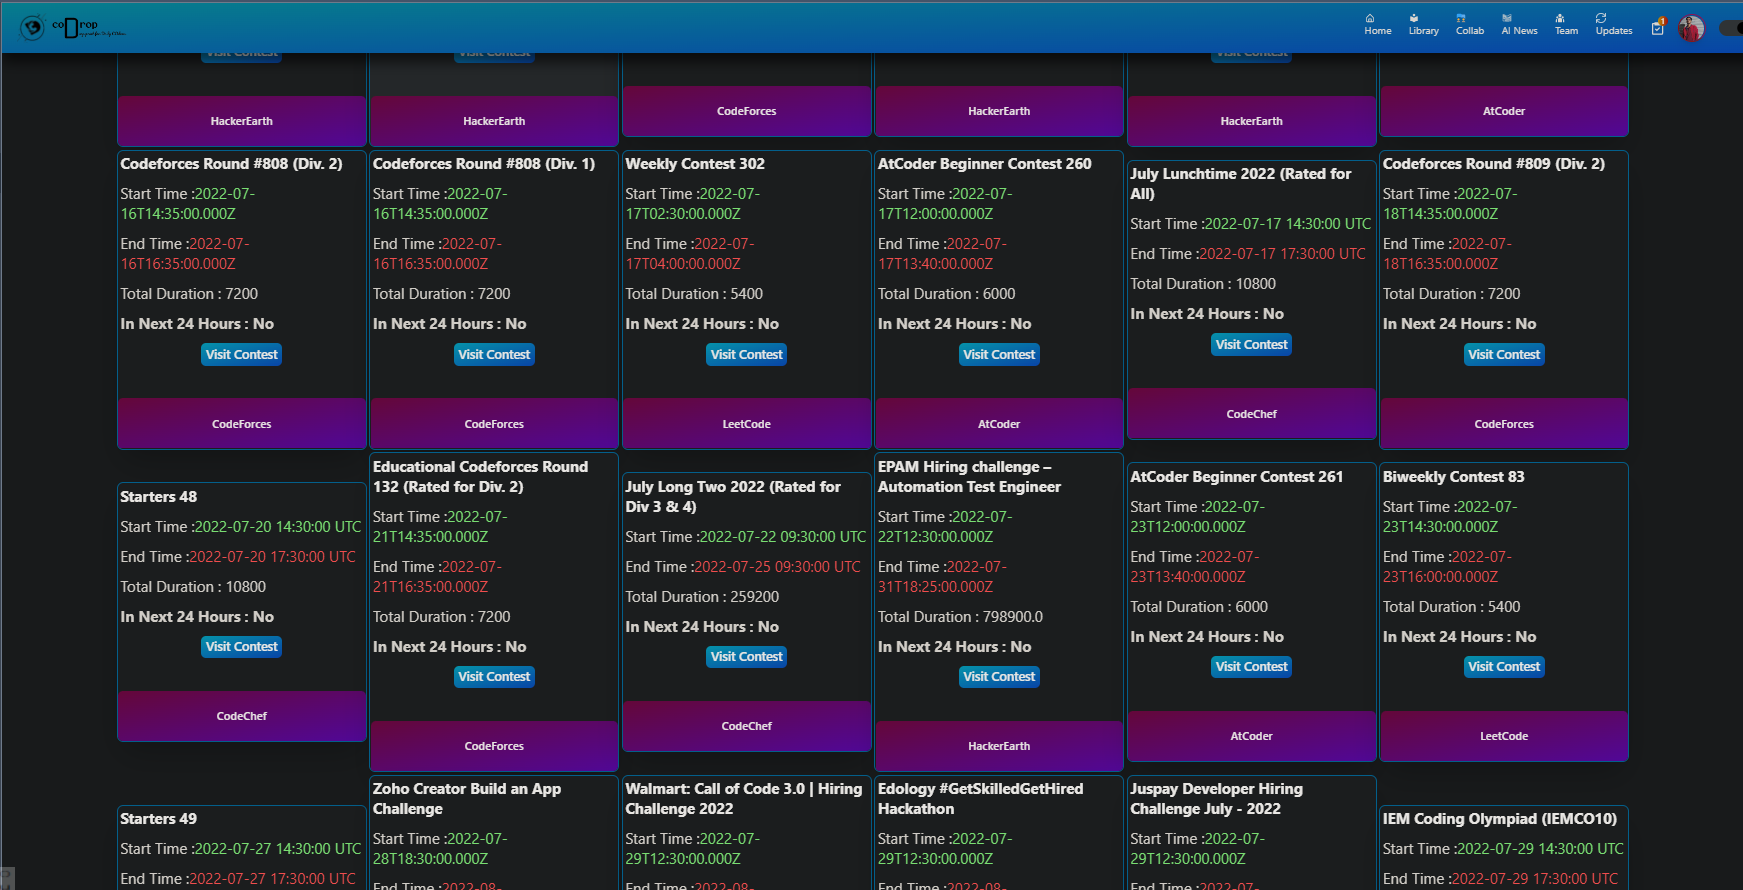 coDrop
Home
Library
Collab
AI News
Team
Updates
1
Visit Contest
Visit Contest
Visit Contest
HackerEarth
HackerEarth
CodeForces
HackerEarth
HackerEarth
AtCoder
Codeforces Round #808 (Div. 2)
Start Time :2022-07-
16T14:35:00.000Z
End Time :2022-07-
16T16:35:00.000Z
Total Duration : 7200
In Next 24 Hours : No
Visit Contest
CodeForces
Codeforces Round #808 (Div. 1)
Start Time :2022-07-
16T14:35:00.000Z
End Time :2022-07-
16T16:35:00.000Z
Total Duration : 7200
In Next 24 Hours : No
Visit Contest
CodeForces
Weekly Contest 302
Start Time :2022-07-
17T02:30:00.000Z
End Time :2022-07-
17T04:00:00.000Z
Total Duration : 5400
In Next 24 Hours : No
Visit Contest
LeetCode
AtCoder Beginner Contest 260
Start Time :2022-07-
17T12:00:00.000Z
End Time :2022-07-
17T13:40:00.000Z
Total Duration : 6000
In Next 24 Hours : No
Visit Contest
AtCoder
July Lunchtime 2022 (Rated for
All)
Start Time :2022-07-17 14:30:00 UTC
End Time :2022-07-17 17:30:00 UTC
Total Duration : 10800
In Next 24 Hours : No
Visit Contest
CodeChef
Codeforces Round #809 (Div. 2)
Start Time :2022-07-
18T14:35:00.000Z
End Time :2022-07-
18T16:35:00.000Z
Total Duration : 7200
In Next 24 Hours : No
Visit Contest
CodeForces
Starters 48
Start Time :2022-07-20 14:30:00 UTC
End Time :2022-07-20 17:30:00 UTC
Total Duration : 10800
In Next 24 Hours : No
Visit Contest
CodeChef
Educational Codeforces Round
132 (Rated for Div. 2)
Start Time :2022-07-
21T14:35:00.000Z
End Time :2022-07-
21T16:35:00.000Z
Total Duration : 7200
In Next 24 Hours : No
Visit Contest
CodeForces
July Long Two 2022 (Rated for
Div 3 & 4)
Start Time :2022-07-22 09:30:00 UTC
End Time :2022-07-25 09:30:00 UTC
Total Duration : 259200
In Next 24 Hours : No
Visit Contest
CodeChef
EPAM Hiring challenge –
Automation Test Engineer
Start Time :2022-07-
22T12:30:00.000Z
End Time :2022-07-
31T18:25:00.000Z
Total Duration : 798900.0
In Next 24 Hours : No
Visit Contest
HackerEarth
AtCoder Beginner Contest 261
Start Time :2022-07-
23T12:00:00.000Z
End Time :2022-07-
23T13:40:00.000Z
Total Duration : 6000
In Next 24 Hours : No
Visit Contest
AtCoder
Biweekly Contest 83
Start Time :2022-07-
23T14:30:00.000Z
End Time :2022-07-
23T16:00:00.000Z
Total Duration : 5400
In Next 24 Hours : No
Visit Contest
LeetCode
Starters 49
Start Time :2022-07-27 14:30:00 UTC
End Time :2022-07-27 17:30:00 UTC
Zoho Creator Build an App
Challenge
Start Time :2022-07-
28T18:30:00.000Z
End Time :2022-08-
Walmart: Call of Code 3.0 | Hiring
Challenge 2022
Start Time :2022-07-
29T12:30:00.000Z
End Time :2022-08-
Edology #GetSkilledGetHired
Hackathon
Start Time :2022-07-
29T12:30:00.000Z
End Time :2022-08-
Juspay Developer Hiring
Challenge July - 2022
Start Time :2022-07-
29T12:30:00.000Z
End Time :2022-07-
IEM Coding Olympiad (IEMCO10)
Start Time :2022-07-29 14:30:00 UTC
End Time :2022-07-29 17:30:00 UTC